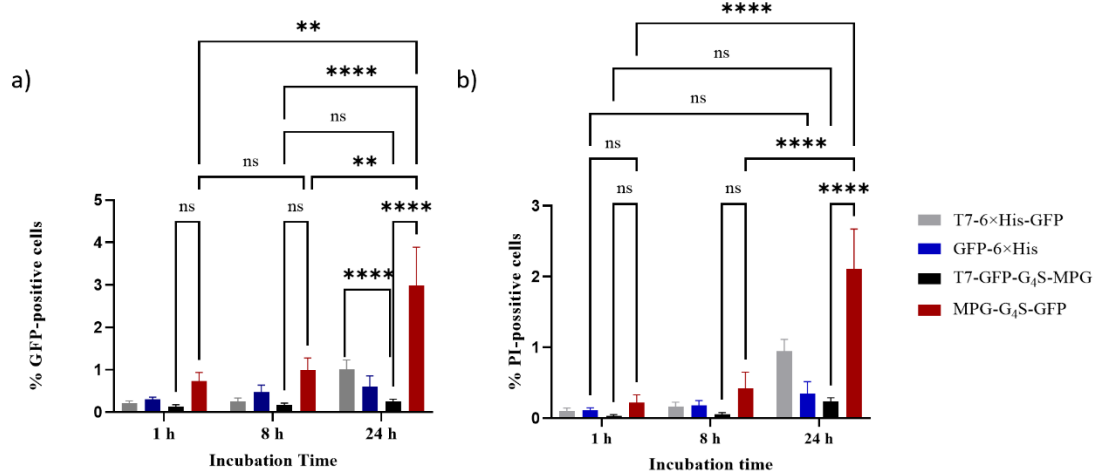 a)
**
****
ns
ns
**
ns
ns
****
****
% GFP-positive cells
5
4
3
2
1
0
1 h
8 h
24 h
Incubation Time
b)
****
ns
ns
ns
****
ns
ns
****
% PI-possitive cells
3
2
1
0
1 h
8 h
24 h
Incubation time
T7-6×His-GFP
GFP-6×His
T7-GFP-G₄S-MPG
MPG-G₄S-GFP